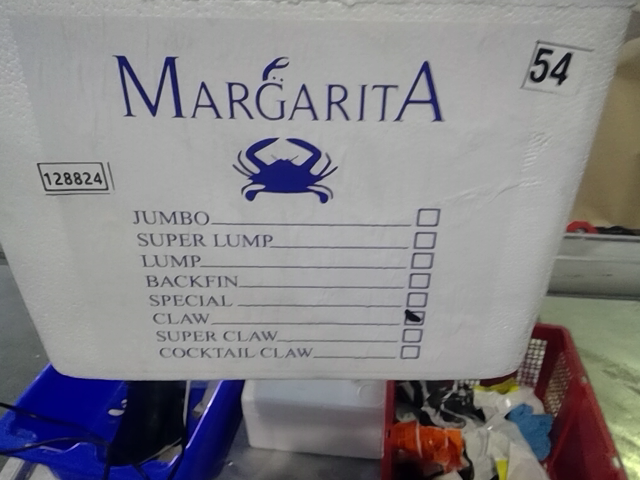 MARGARITA
54
128824
JUMBO
SUPER LUMP
LUMP
BACKFIN
SPECIAL
CLAW
SUPER CLAW
COCKTAIL CLAW